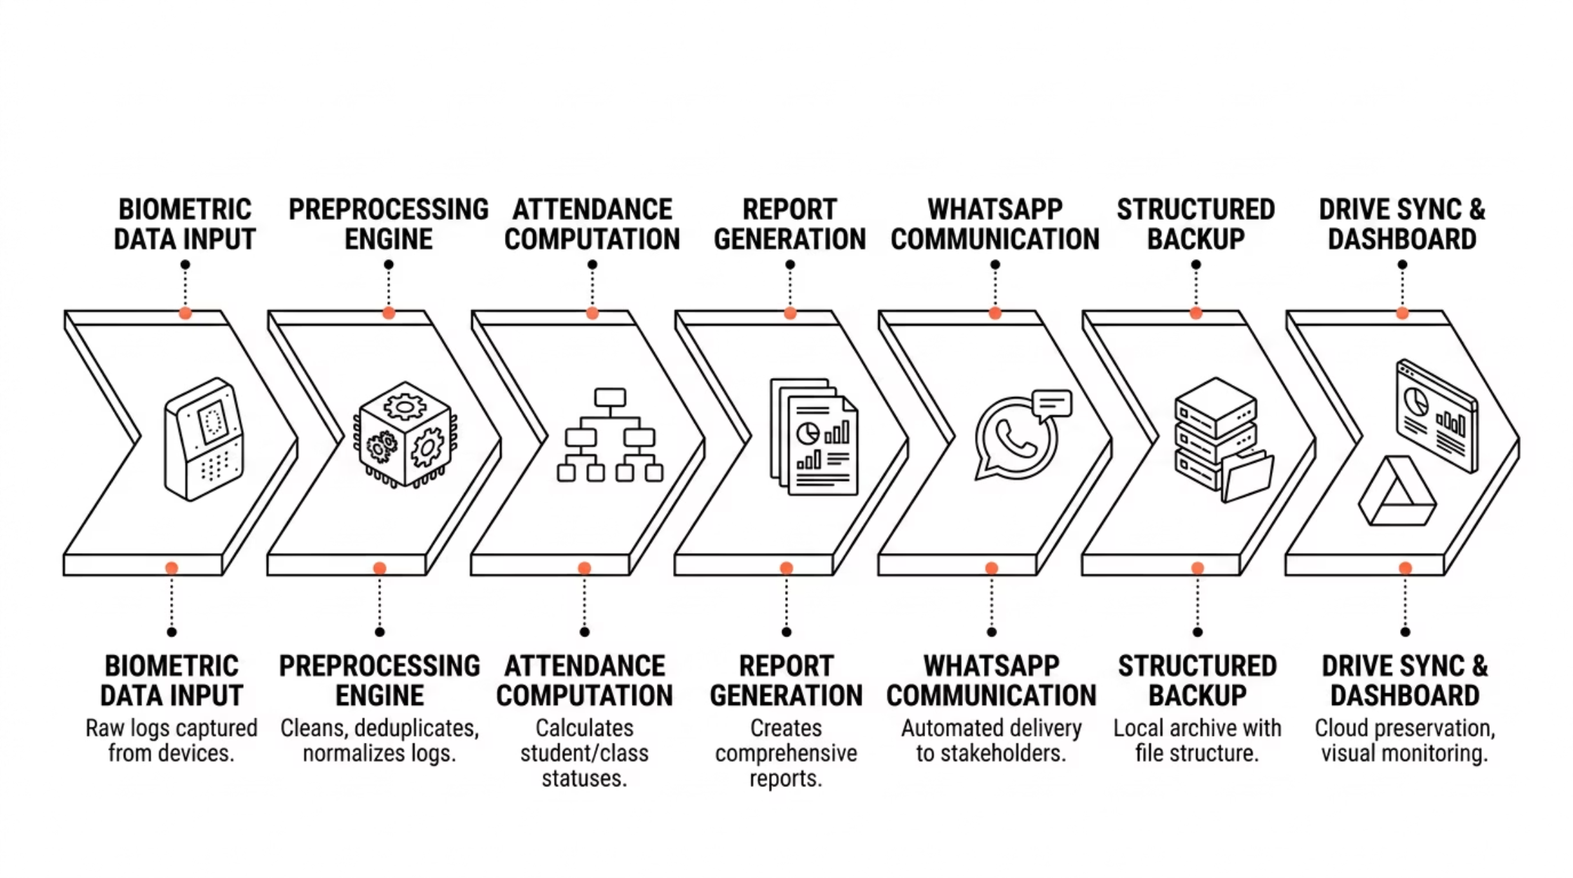 BIOMETRIC
DATA INPUT
PREPROCESSING
ENGINE
ATTENDANCE
COMPUTATION
REPORT
GENERATION
WHATSAPP
COMMUNICATION
STRUCTURED
BACKUP
DRIVE SYNC &
DASHBOARD
BIOMETRIC
DATA INPUT
Raw logs captured
from devices.
PREPROCESSING
ENGINE
Cleans, deduplicates,
normalizes logs.
ATTENDANCE
COMPUTATION
Calculates
student/class
statuses.
REPORT
GENERATION
Creates
comprehensive
reports.
WHATSAPP
COMMUNICATION
Automated delivery
to stakeholders.
STRUCTURED
BACKUP
Local archive with
file structure.
DRIVE SYNC &
DASHBOARD
Cloud preservation,
visual monitoring.